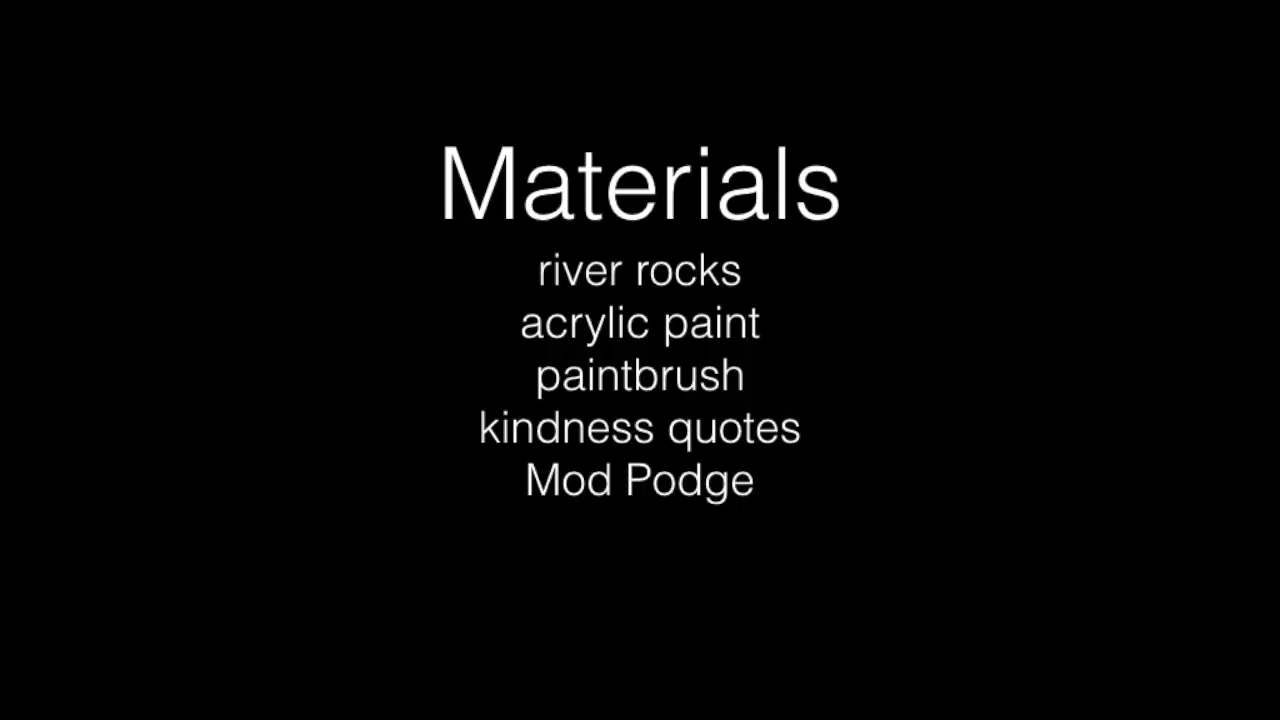 Materials
river rocks
acrylic paint
paintbrush
kindness quotes
Mod Podge